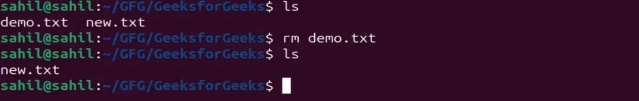 sahil@sahil:~/GFG/GeeksforGeeks$ ls
demo.txt  new.txt
sahil@sahil:~/GFG/GeeksforGeeks$ rm demo.txt
sahil@sahil:~/GFG/GeeksforGeeks$ ls
new.txt
sahil@sahil:~/GFG/GeeksforGeeks$